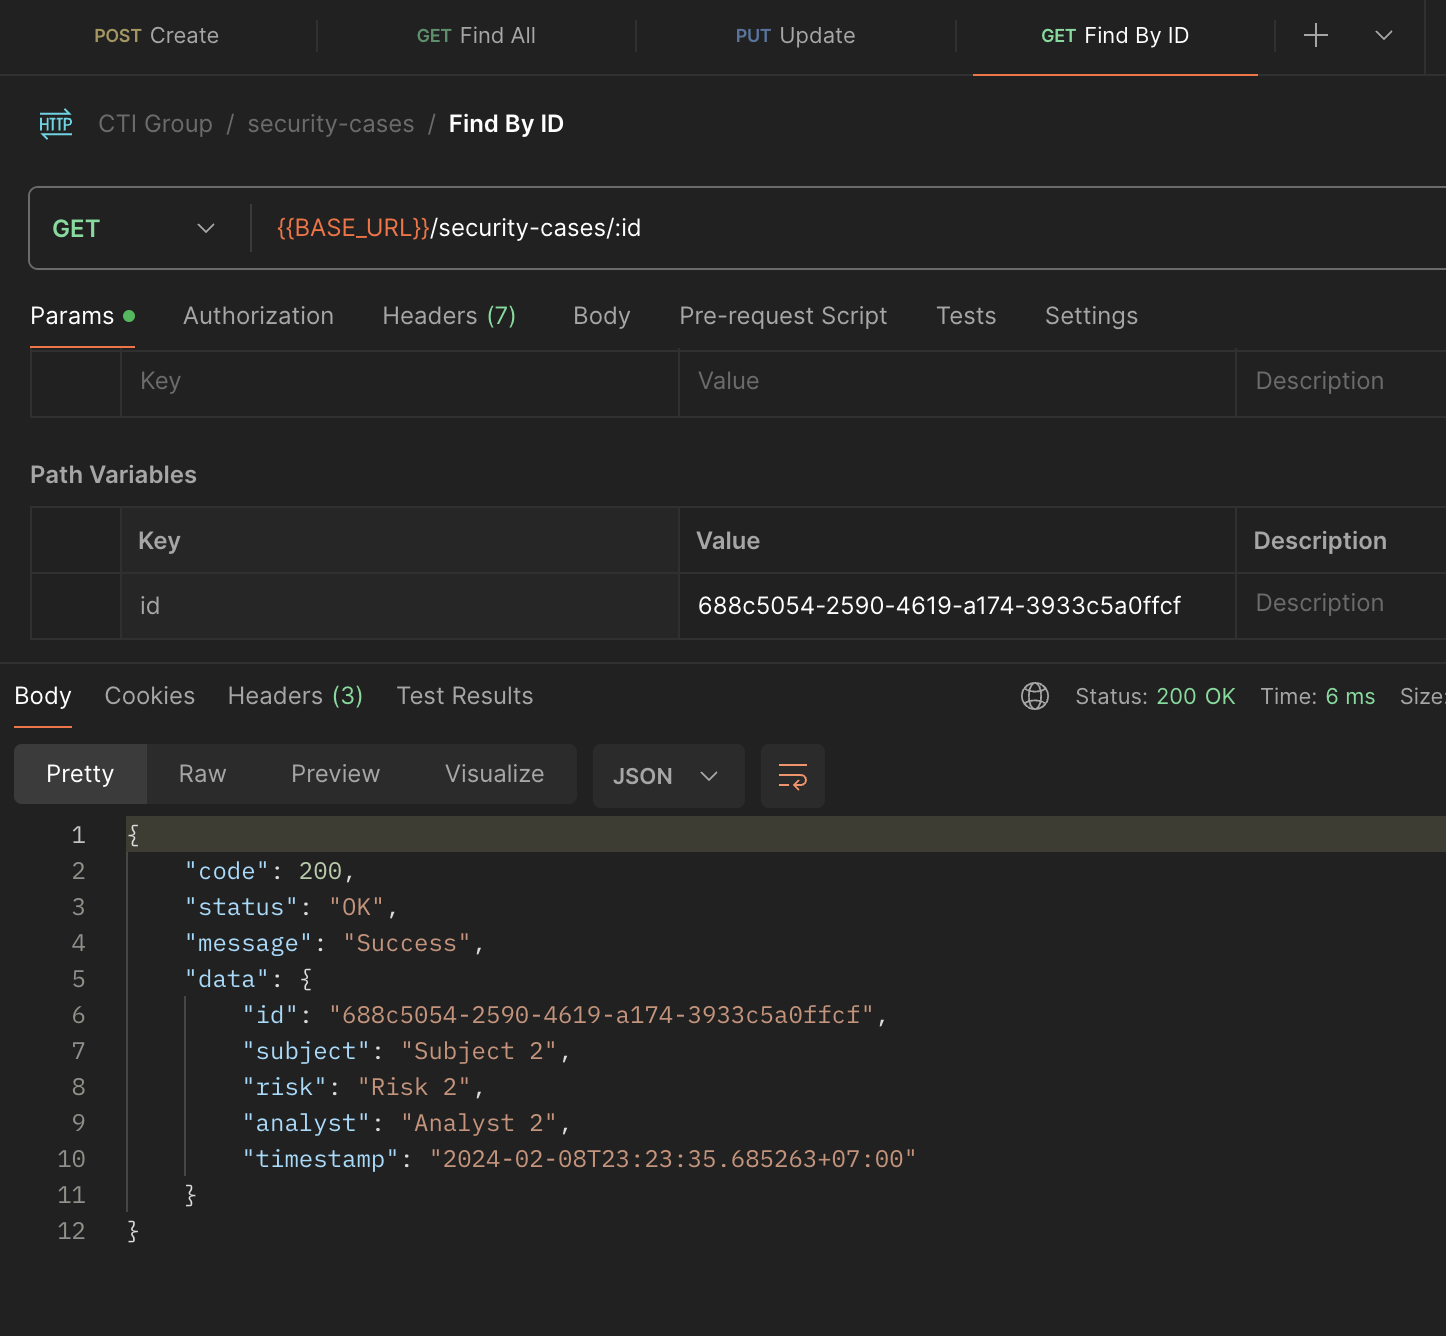 POST Create GET Find All PUT Update GET Find By ID
HTTP CTI Group / security-cases / Find By ID
GET {{BASE_URL}}/security-cases/:id
Params Authorization Headers (7) Body Pre-request Script Tests Settings
Key Value Description
Path Variables
Key Value Description
id 688c5054-2590-4619-a174-3933c5a0ffcf Description
Body Cookies Headers (3) Test Results Status: 200 OK Time: 6 ms Size:
Pretty Raw Preview Visualize JSON
1 {
2 "code": 200,
3 "status": "OK",
4 "message": "Success",
5 "data": {
6 "id": "688c5054-2590-4619-a174-3933c5a0ffcf",
7 "subject": "Subject 2",
8 "risk": "Risk 2",
9 "analyst": "Analyst 2",
10 "timestamp": "2024-02-08T23:23:35.685263+07:00"
11 }
12 }